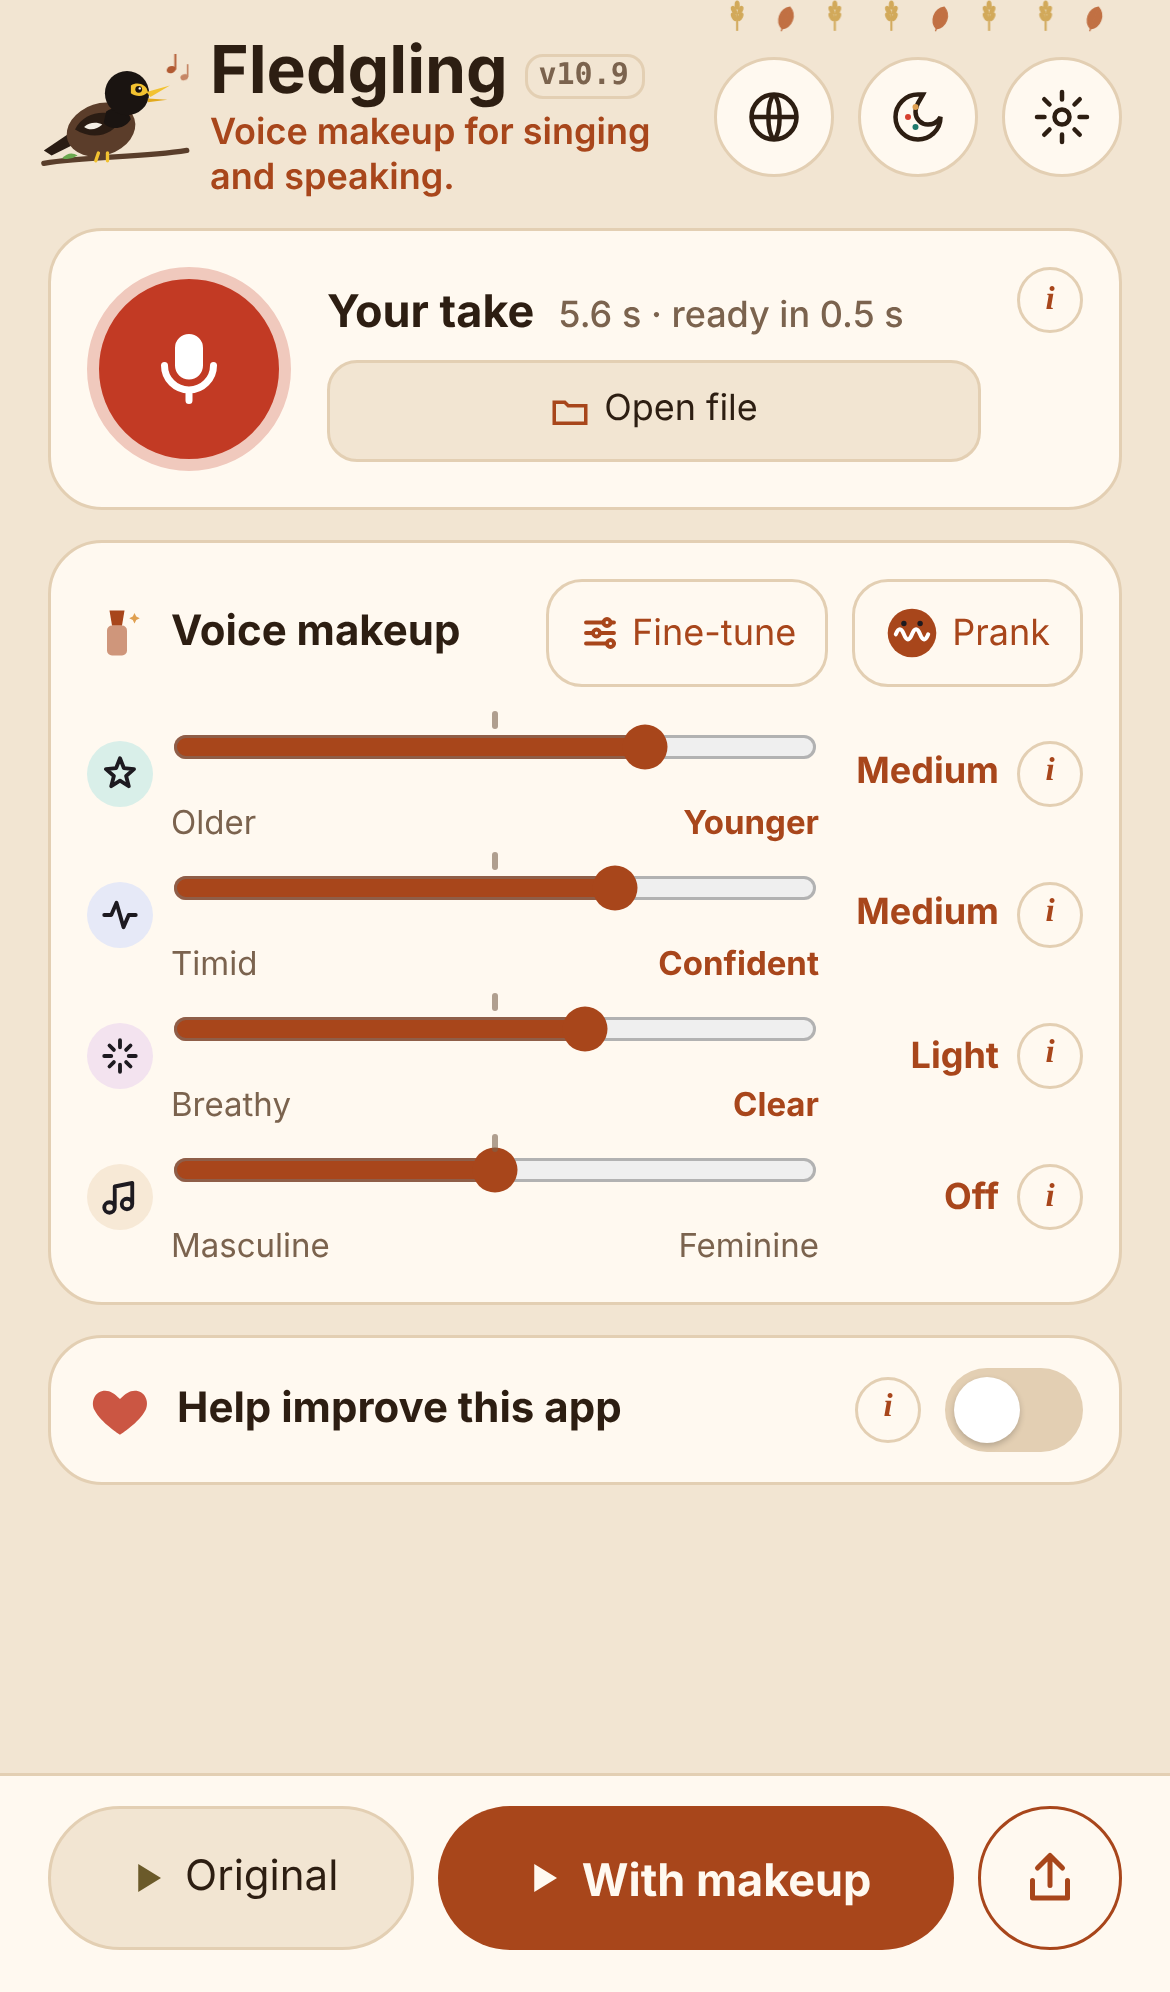 Fledgling v10.9
Voice makeup for singing
and speaking.
Your take 5.6 s · ready in 0.5 s
i
Open file
Voice makeup
Fine-tune
Prank
Medium
i
Older Younger
Medium
i
Timid Confident
Light
i
Breathy Clear
Off
i
Masculine Feminine
Help improve this app
i
Original
With makeup